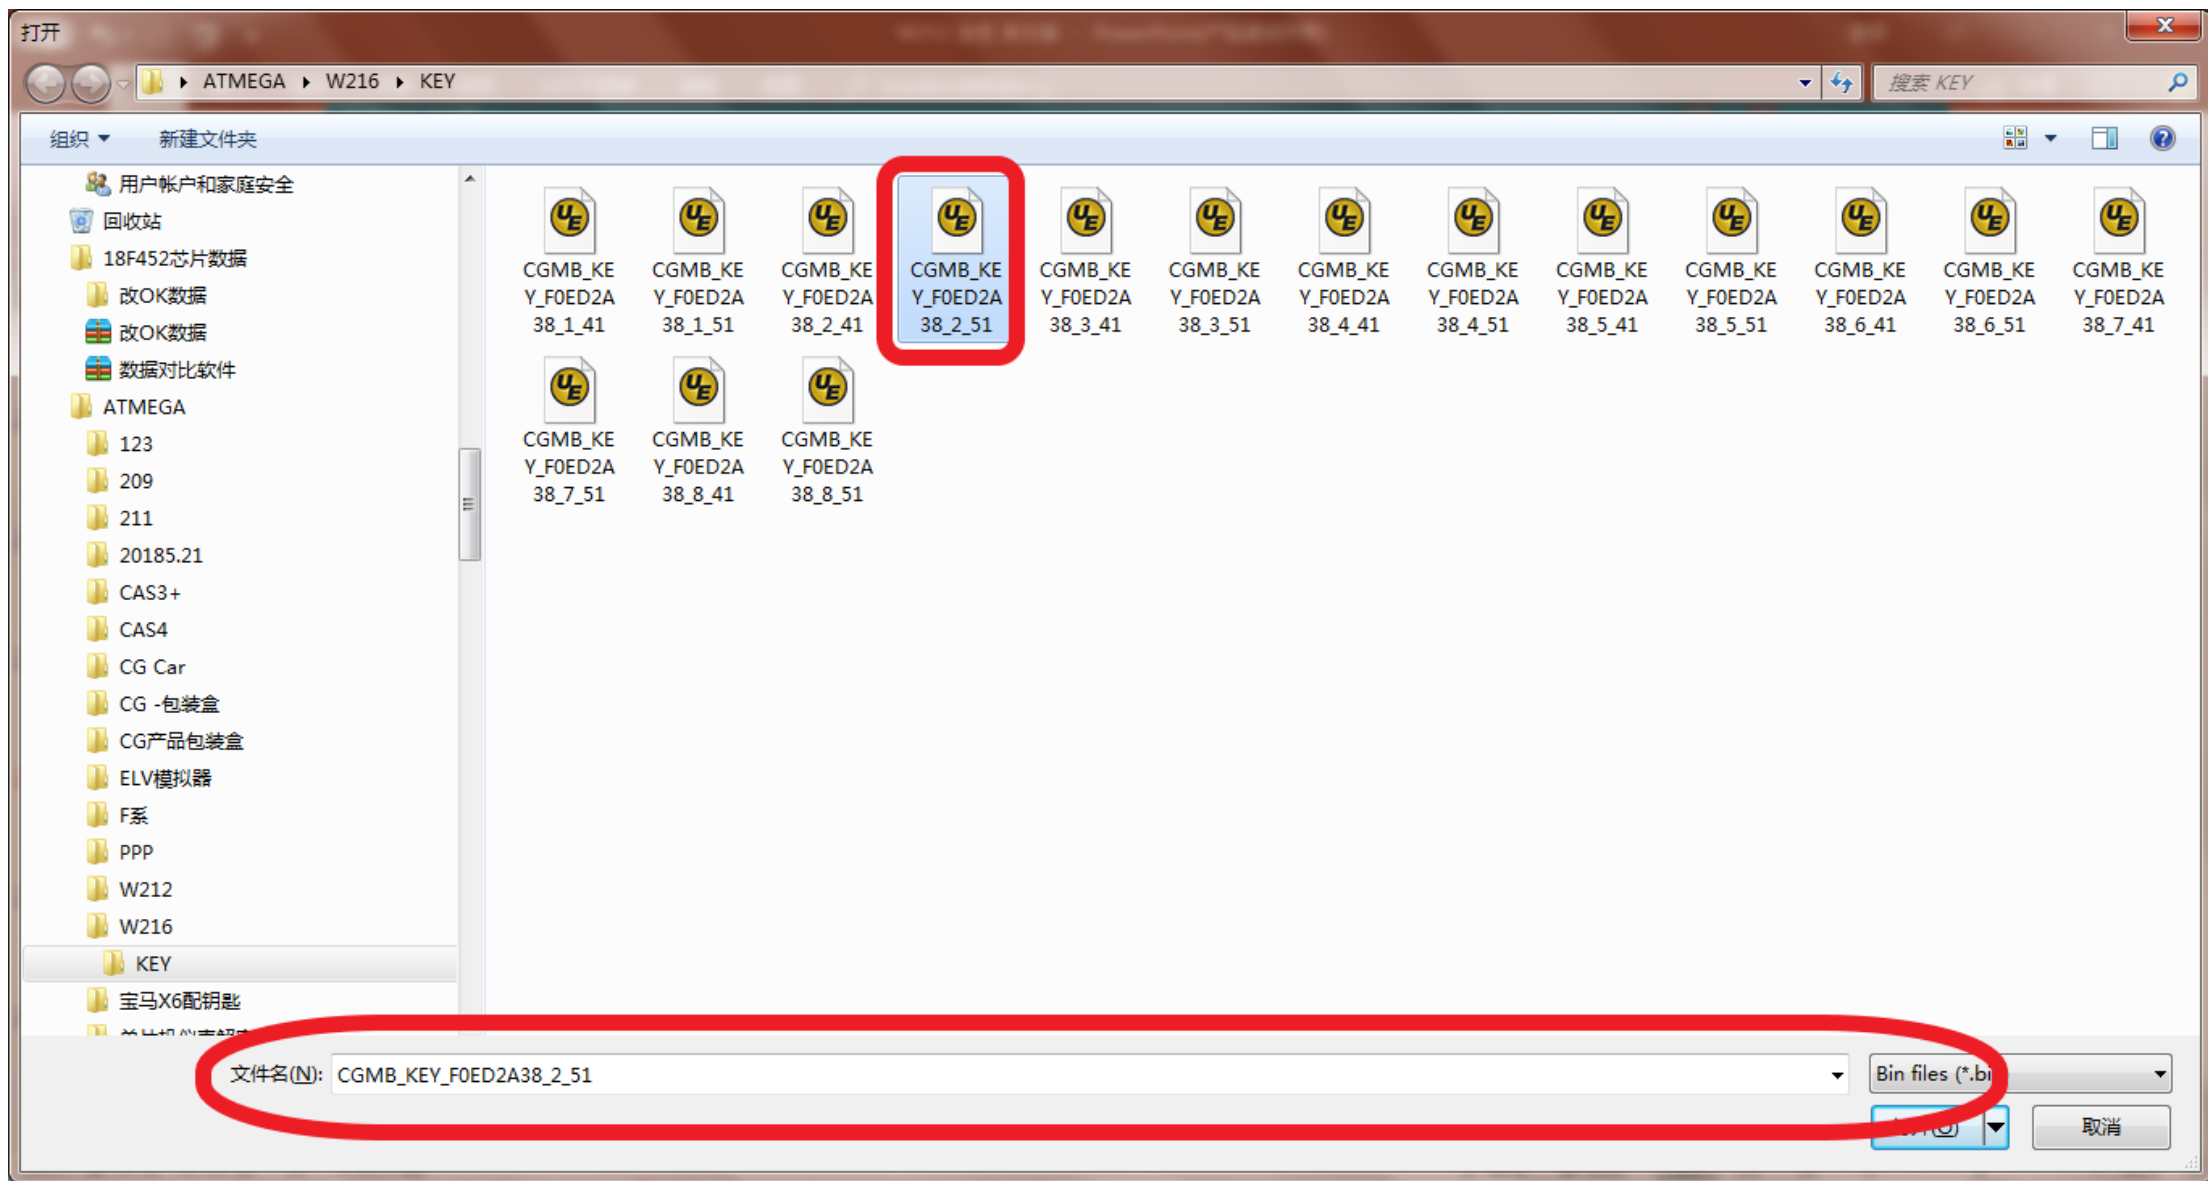 打开
ATMEGA ▸ W216 ▸ KEY
搜索 KEY
组织 新建文件夹
用户帐户和家庭安全
回收站
18F452芯片数据
改OK数据
改OK数据
数据对比软件
ATMEGA
123
209
211
20185.21
CAS3+
CAS4
CG Car
CG -包装盒
CG产品包装盒
ELV模拟器
F系
PPP
W212
W216
KEY
宝马X6配钥匙
CGMB_KE CGMB_KE CGMB_KE CGMB_KE CGMB_KE CGMB_KE CGMB_KE CGMB_KE CGMB_KE CGMB_KE CGMB_KE CGMB_KE CGMB_KE
Y_F0ED2A Y_F0ED2A Y_F0ED2A Y_F0ED2A Y_F0ED2A Y_F0ED2A Y_F0ED2A Y_F0ED2A Y_F0ED2A Y_F0ED2A Y_F0ED2A Y_F0ED2A Y_F0ED2A
38_1_41 38_1_51 38_2_41 38_2_51 38_3_41 38_3_51 38_4_41 38_4_51 38_5_41 38_5_51 38_6_41 38_6_51 38_7_41
CGMB_KE CGMB_KE CGMB_KE
Y_F0ED2A Y_F0ED2A Y_F0ED2A
38_7_51 38_8_41 38_8_51
文件名(N): CGMB_KEY_F0ED2A38_2_51
Bin files (*.bi
取消